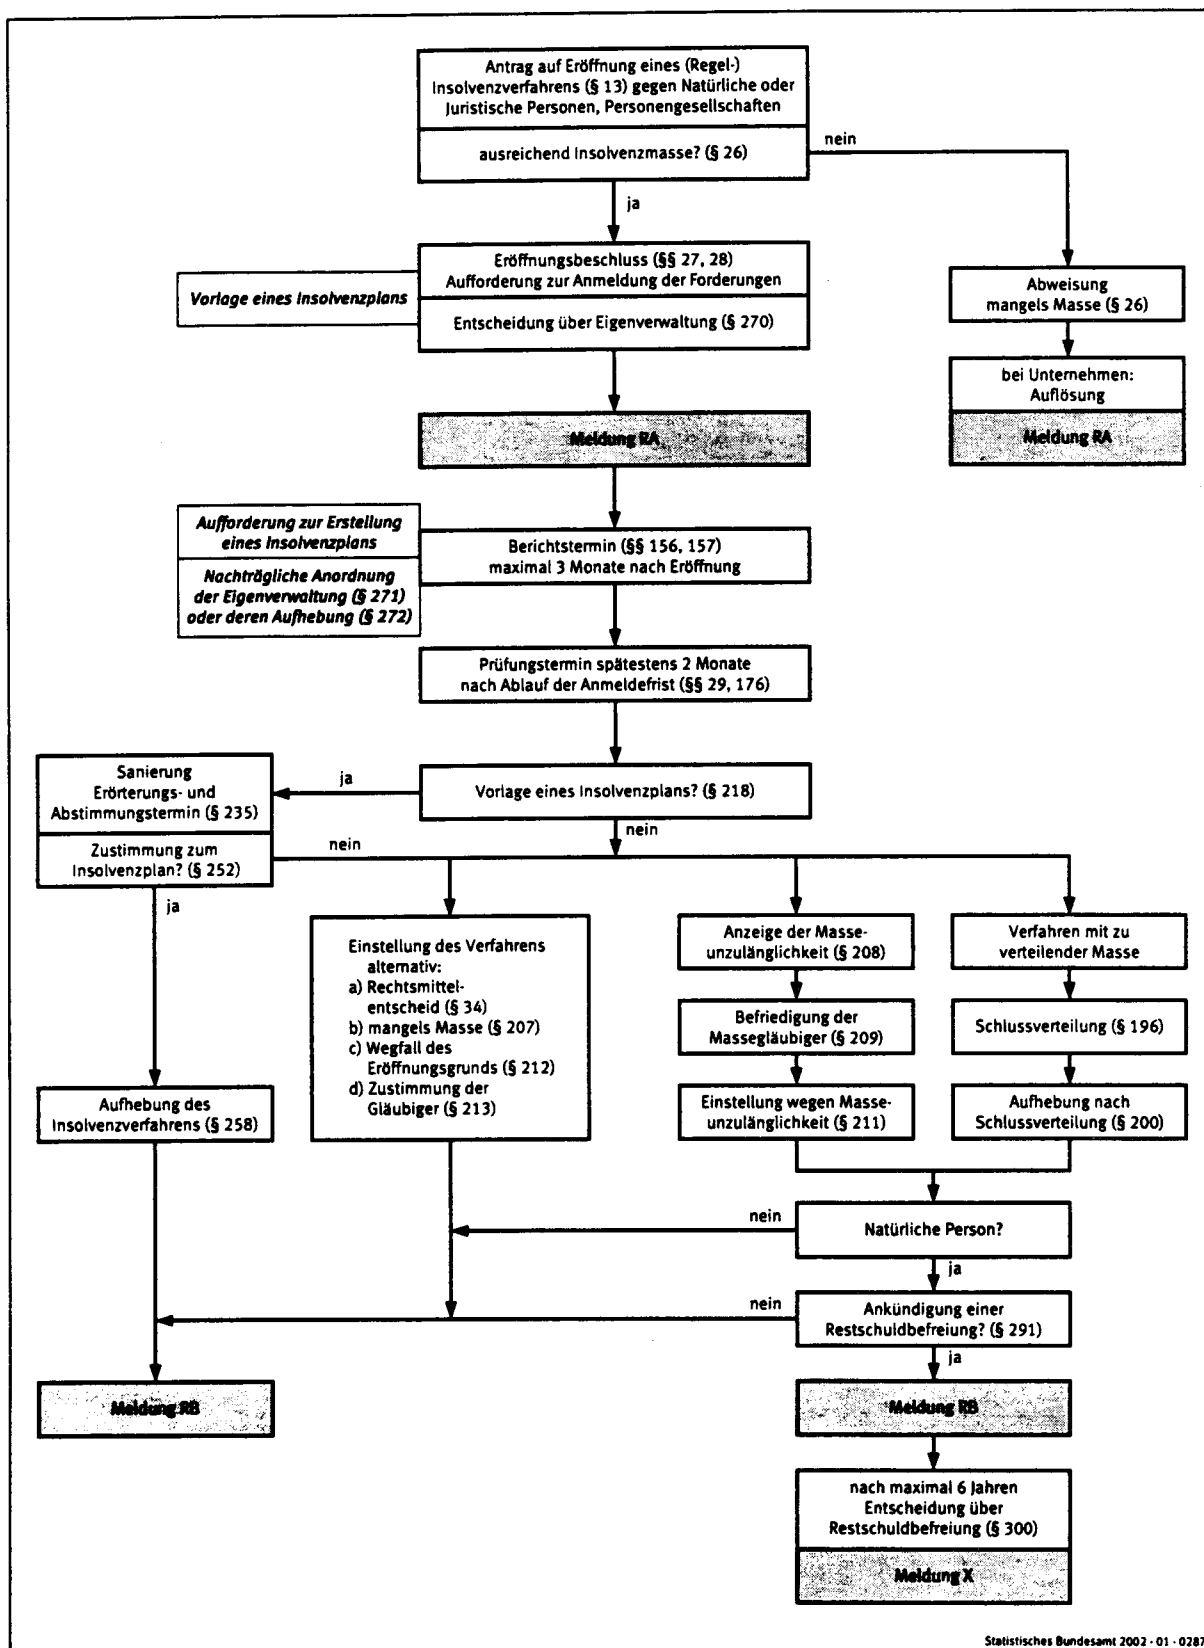 Antrag auf Eröffnung eines (Regel-)
Insolvenzverfahrens (§ 13) gegen Natürliche oder
Juristische Personen, Personengesellschaften
ausreichend Insolvenzmasse? (§ 26)
nein
ja
Eröffnungsbeschluss (§§ 27, 28)
Aufforderung zur Anmeldung der Forderungen
Vorlage eines Insolvenzplans
Entscheidung über Eigenverwaltung (§ 270)
Abweisung
mangels Masse (§ 26)
bei Unternehmen:
Auflösung
Meldung RA
Meldung RA
Aufforderung zur Erstellung
eines Insolvenzplans
Nachträgliche Anordnung
der Eigenverwaltung (§ 271)
oder deren Aufhebung (§ 272)
Berichtstermin (§§ 156, 157)
maximal 3 Monate nach Eröffnung
Prüfungstermin spätestens 2 Monate
nach Ablauf der Anmeldefrist (§§ 29, 176)
Vorlage eines Insolvenzplans? (§ 218)
ja
nein
Sanierung
Erörterungs- und
Abstimmungstermin (§ 235)
Zustimmung zum
Insolvenzplan? (§ 252)
nein
ja
Einstellung des Verfahrens
alternativ:
a) Rechtsmittel-
entscheid (§ 34)
b) mangels Masse (§ 207)
c) Wegfall des
Eröffnungsgrunds (§ 212)
d) Zustimmung der
Gläubiger (§ 213)
Anzeige der Masse-
unzulänglichkeit (§ 208)
Befriedigung der
Massegläubiger (§ 209)
Einstellung wegen Masse-
unzulänglichkeit (§ 211)
Verfahren mit zu
verteilender Masse
Schlussverteilung (§ 196)
Aufhebung nach
Schlussverteilung (§ 200)
Aufhebung des
Insolvenzverfahrens (§ 258)
nein
Natürliche Person?
ja
nein
Ankündigung einer
Restschuldbefreiung? (§ 291)
ja
Meldung RB
Meldung RB
nach maximal 6 Jahren
Entscheidung über
Restschuldbefreiung (§ 300)
Meldung X
Statistisches Bundesamt 2002 - 01 - 0287